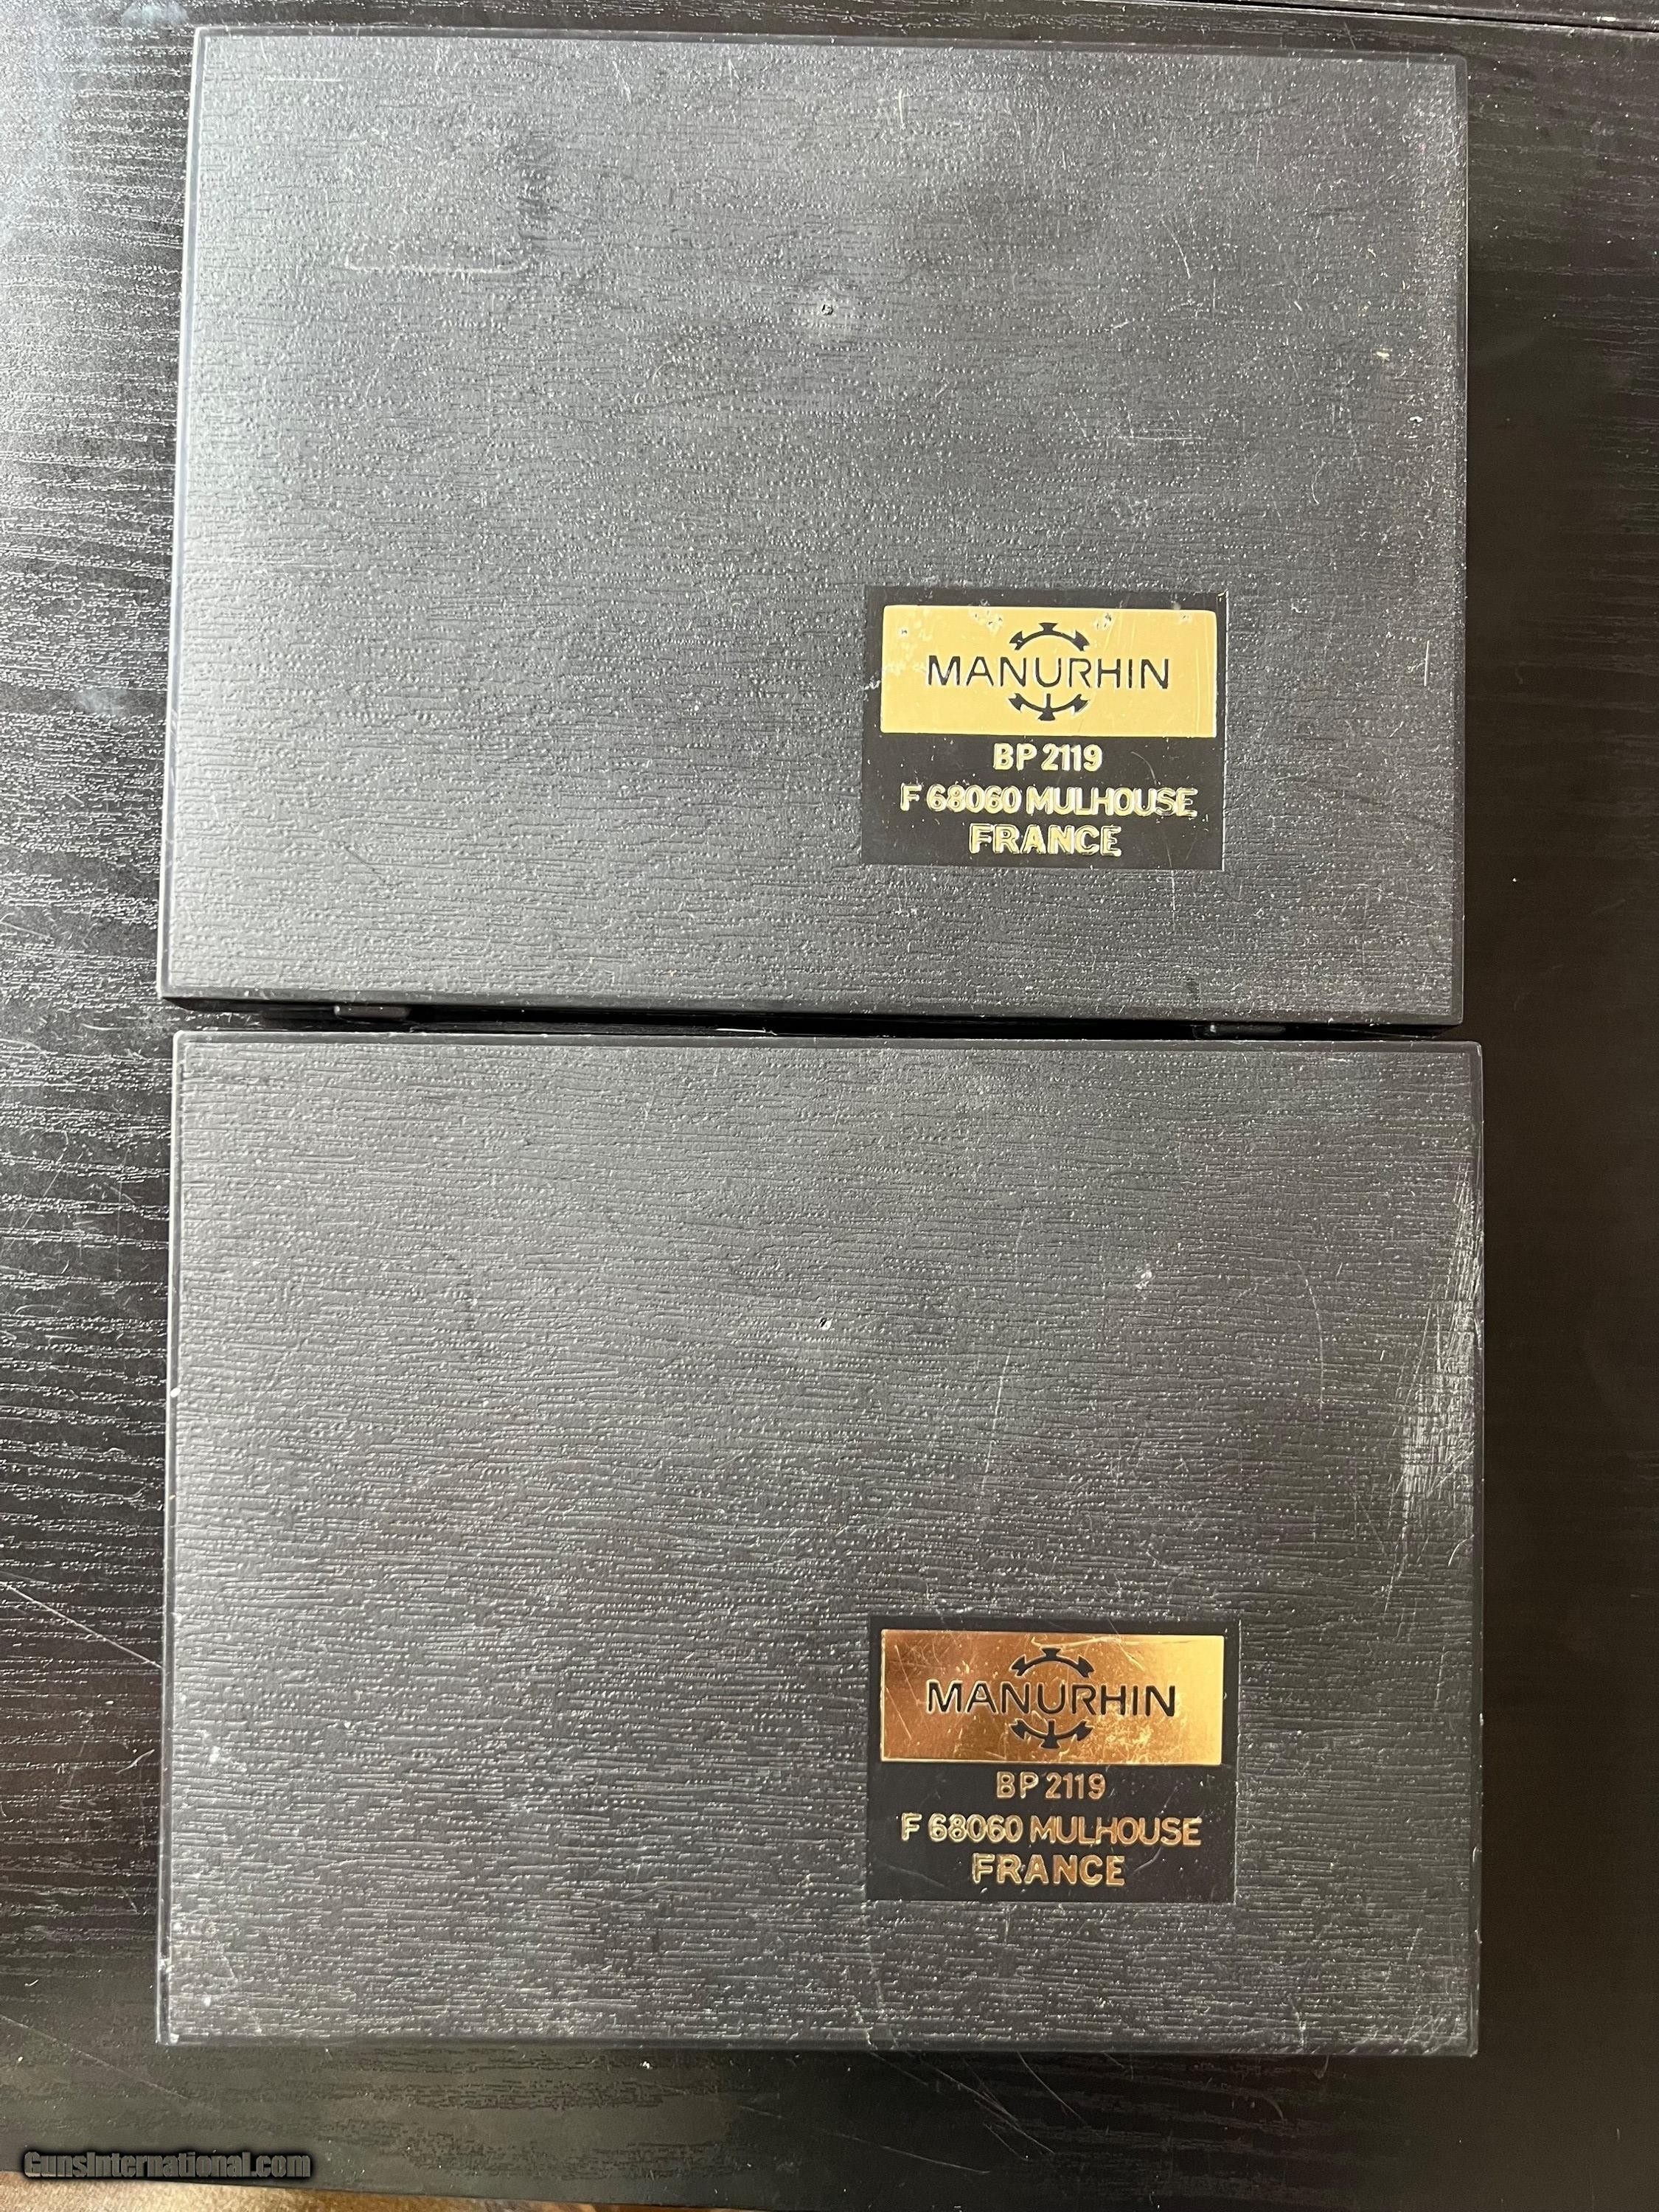 MANURHIN
BP 2119
F 68060 MULHOUSE
FRANCE
MANURHIN
BP 2119
F 68060 MULHOUSE
FRANCE
GunsInternational.com